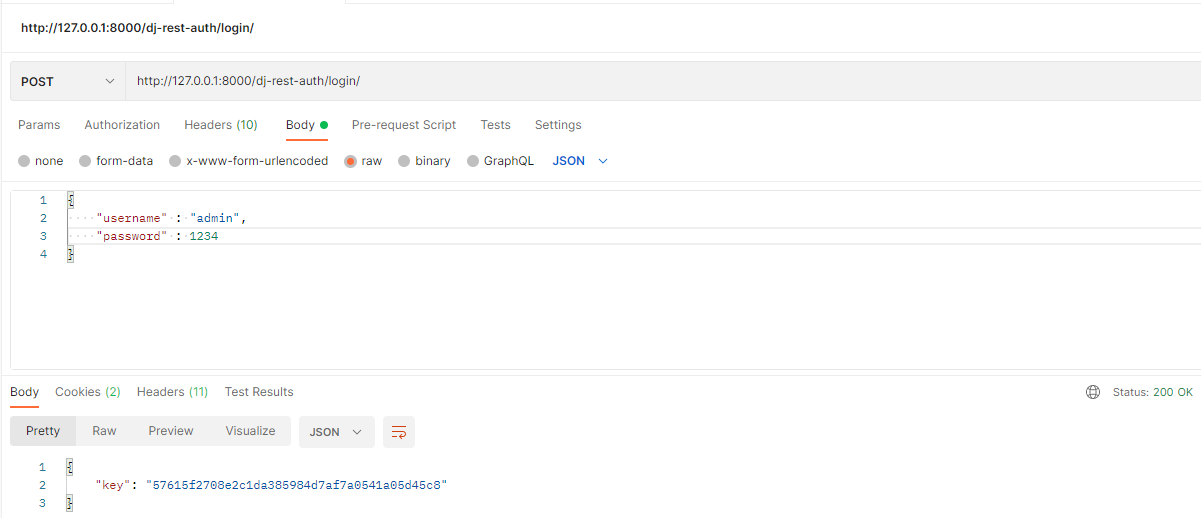 http://127.0.0.1:8000/dj-rest-auth/login/
POST http://127.0.0.1:8000/dj-rest-auth/login/
Params Authorization Headers (10) Body Pre-request Script Tests Settings
none form-data x-www-form-urlencoded raw binary GraphQL JSON
1 {
2 "username" : "admin",
3 "password" : 1234
4 }
Body Cookies (2) Headers (11) Test Results Status: 200 OK
Pretty Raw Preview Visualize JSON
1 {
2 "key": "57615f2708e2c1da385984d7af7a0541a05d45c8"
3 }